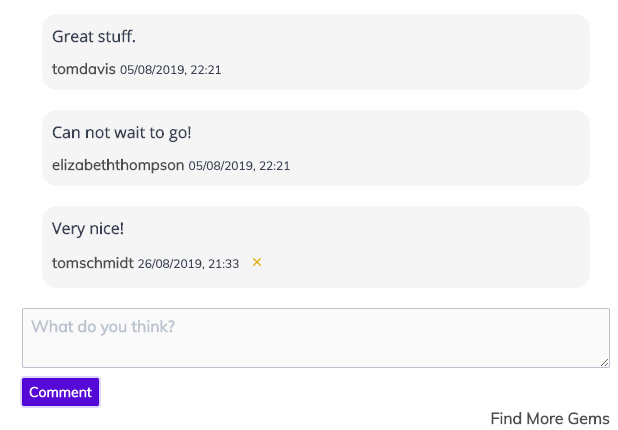 Great stuff.
tomdavis 05/08/2019, 22:21
Can not wait to go!
elizabeththompson 05/08/2019, 22:21
Very nice!
tomschmidt 26/08/2019, 21:33 ×
What do you think?
Comment
Find More Gems